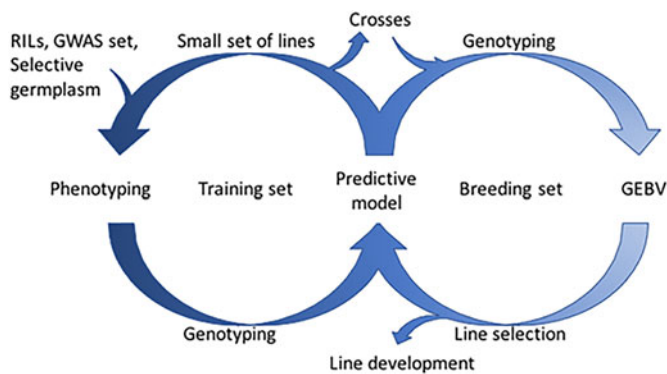 Crosses
RILs, GWAS set,
Selective
germplasm
Small set of lines
Genotyping
Phenotyping
Training set
Predictive
model
Breeding set
GEBV
Genotyping
Line selection
Line development